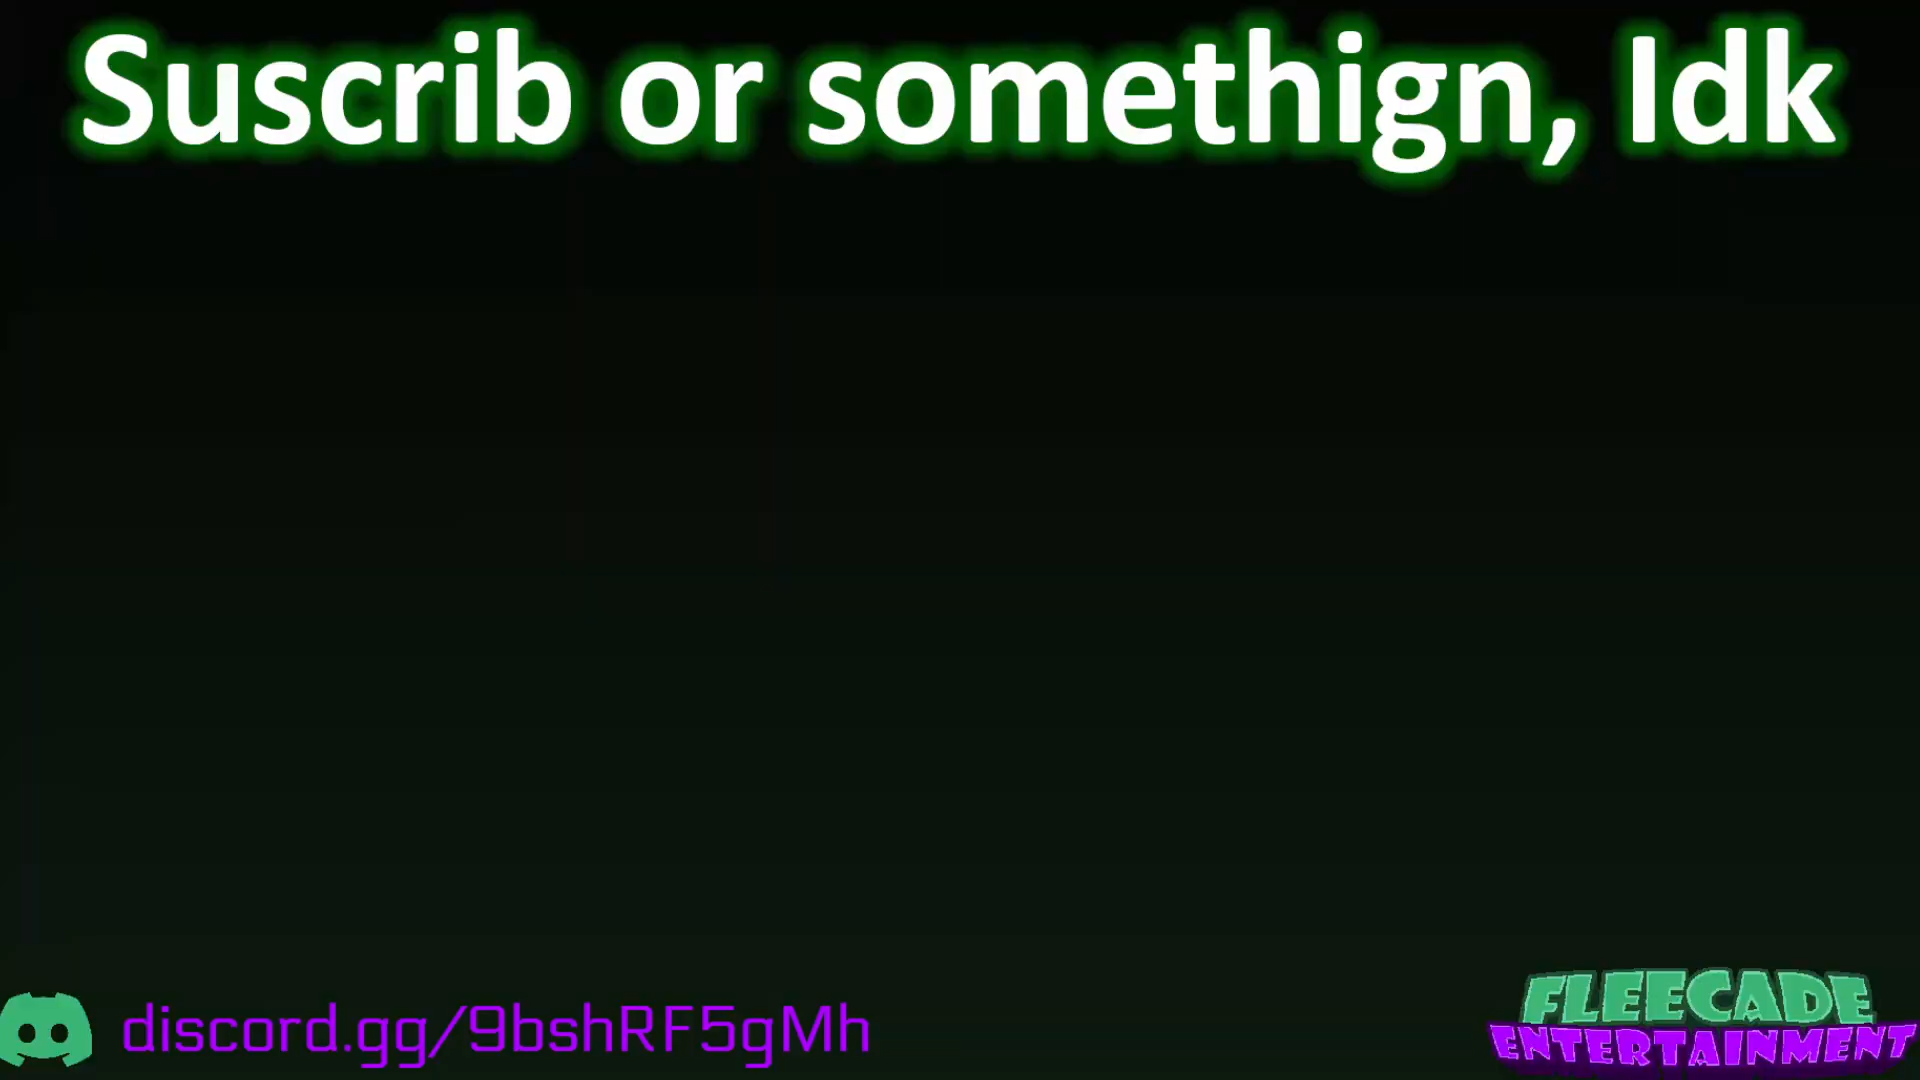 Suscrib or somethign, Idk
discord.gg/9bshRF5gMh
FLEECADE
ENTERTAINMENT